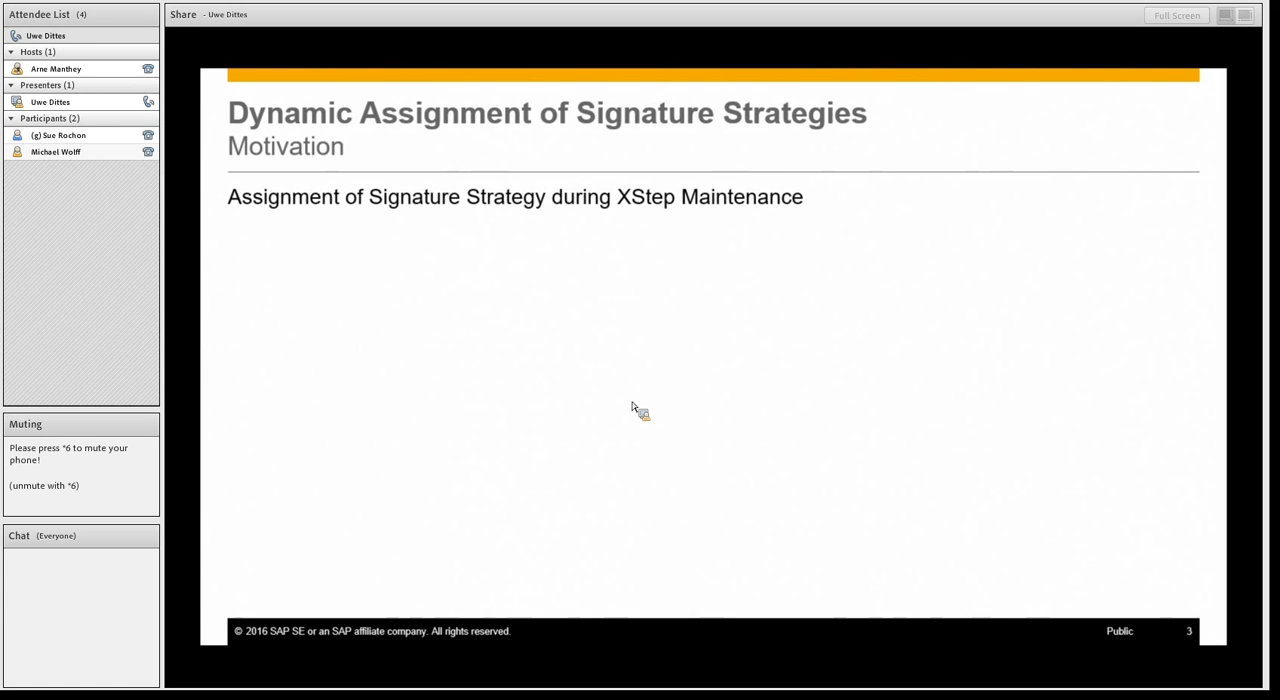 Attendee List (4)
Uwe Dittes
Hosts (1)
Arne Manthey
Presenters (1)
Uwe Dittes
Participants (2)
(g) Sue Rochon
Michael Wolff
Muting
Please press *6 to mute your
phone!
(unmute with *6)
Chat (Everyone)
Share - Uwe Dittes
Full Screen
Dynamic Assignment of Signature Strategies
Motivation
Assignment of Signature Strategy during XStep Maintenance
© 2016 SAP SE or an SAP affiliate company. All rights reserved.
Public 3